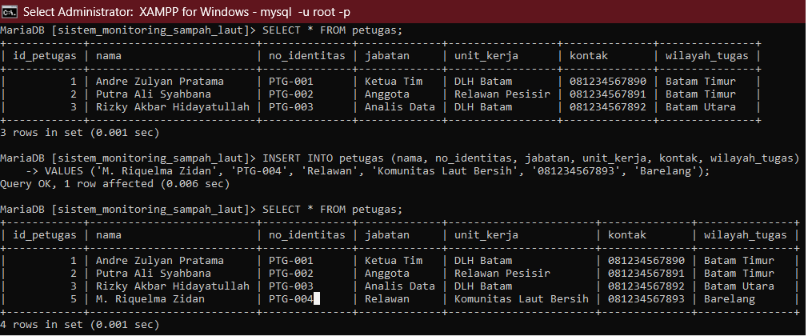 Select Administrator: XAMPP for Windows - mysql -u root -p
MariaDB [sistem_monitoring_sampah_laut]> SELECT * FROM petugas;
+------------+------------------------+--------------+--------------+------------------+--------------+---------------+
| id_petugas | nama                   | no_identitas | jabatan      | unit_kerja       | kontak       | wilayah_tugas |
+------------+------------------------+--------------+--------------+------------------+--------------+---------------+
|          1 | Andre Zulyan Pratama   | PTG-001      | Ketua Tim    | DLH Batam        | 081234567890 | Batam Timur   |
|          2 | Putra Ali Syahbana     | PTG-002      | Anggota      | Relawan Pesisir  | 081234567891 | Batam Timur   |
|          3 | Rizky Akbar Hidayatullah | PTG-003      | Analis Data  | DLH Batam        | 081234567892 | Batam Utara   |
+------------+------------------------+--------------+--------------+------------------+--------------+---------------+
3 rows in set (0.001 sec)
MariaDB [sistem_monitoring_sampah_laut]> INSERT INTO petugas (nama, no_identitas, jabatan, unit_kerja, kontak, wilayah_tugas)
-> VALUES ('M. Riquelma Zidan', 'PTG-004', 'Relawan', 'Komunitas Laut Bersih', '081234567893', 'Barelang');
Query OK, 1 row affected (0.006 sec)
MariaDB [sistem_monitoring_sampah_laut]> SELECT * FROM petugas;
+------------+------------------------+--------------+--------------+-----------------------+--------------+---------------+
| id_petugas | nama                   | no_identitas | jabatan      | unit_kerja            | kontak       | wilayah_tugas |
+------------+------------------------+--------------+--------------+-----------------------+--------------+---------------+
|          1 | Andre Zulyan Pratama   | PTG-001      | Ketua Tim    | DLH Batam             | 081234567890 | Batam Timur   |
|          2 | Putra Ali Syahbana     | PTG-002      | Anggota      | Relawan Pesisir       | 081234567891 | Batam Timur   |
|          3 | Rizky Akbar Hidayatullah | PTG-003      | Analis Data  | DLH Batam             | 081234567892 | Batam Utara   |
|          5 | M. Riquelma Zidan      | PTG-004      | Relawan      | Komunitas Laut Bersih | 081234567893 | Barelang      |
+------------+------------------------+--------------+--------------+-----------------------+--------------+---------------+
4 rows in set (0.001 sec)